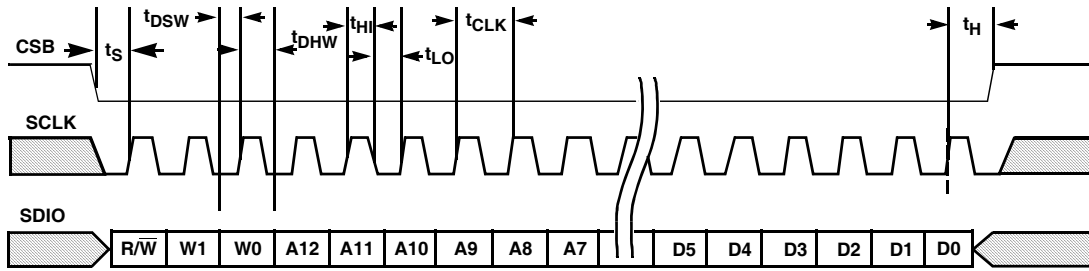 tDSW
tDHW
tHI
tCLK
tLO
tH
CSB
tS
SCLK
SDIO
R/W̅ W1 W0 A12 A11 A10 A9 A8 A7 D5 D4 D3 D2 D1 D0